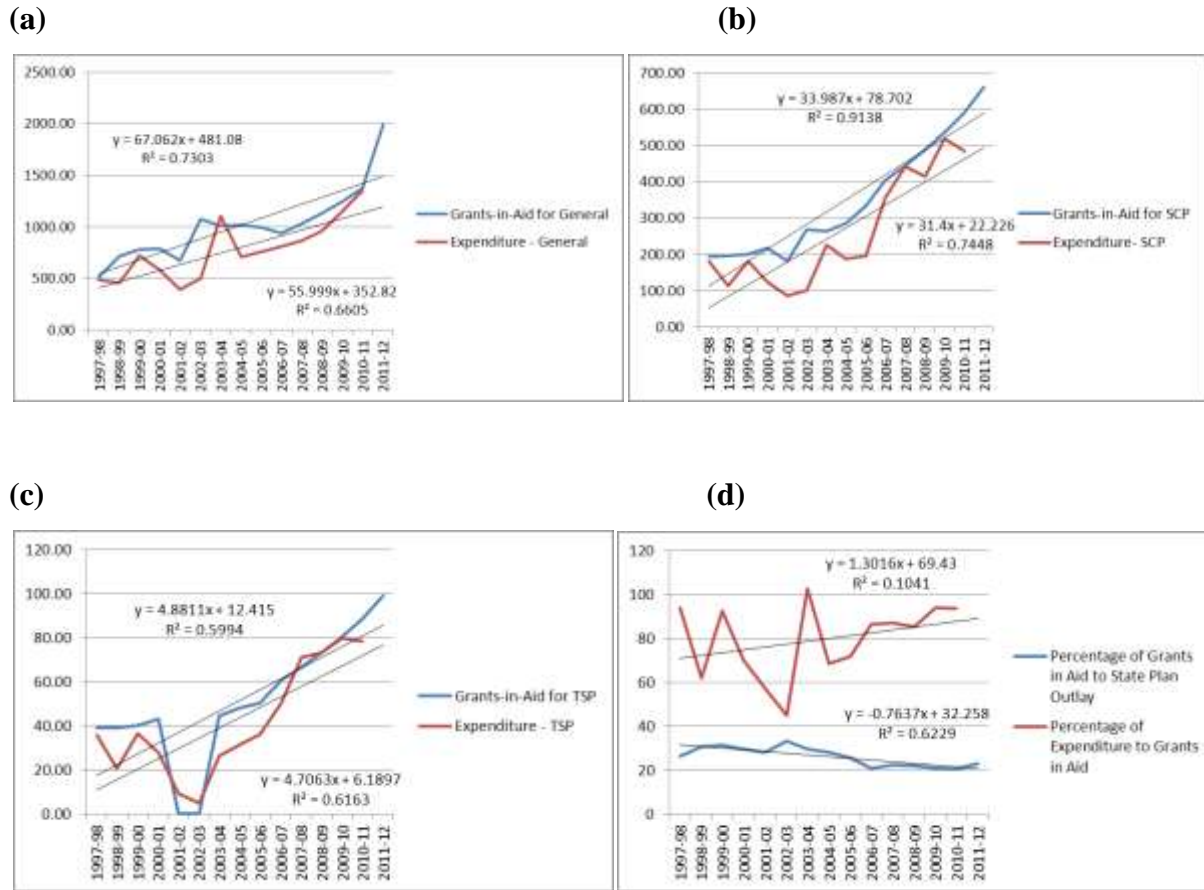 (a)
2500.00
2000.00
1500.00
1000.00
500.00
0.00
y = 67.062x + 481.08
R² = 0.7303
y = 55.999x + 352.82
R² = 0.6605
1997-98
1998-99
1999-00
2000-01
2001-02
2002-03
2003-04
2004-05
2005-06
2006-07
2007-08
2008-09
2009-10
2010-11
2011-12
Grants-in-Aid for General
Expenditure - General
(b)
700.00
600.00
500.00
400.00
300.00
200.00
100.00
0.00
y = 33.987x + 78.702
R² = 0.9138
y = 31.4x + 22.226
R² = 0.7448
1997-98
1998-99
1999-00
2000-01
2001-02
2002-03
2003-04
2004-05
2005-06
2006-07
2007-08
2008-09
2009-10
2010-11
2011-12
Grants-in-Aid for SCP
Expenditure- SCP
(c)
120.00
100.00
80.00
60.00
40.00
20.00
0.00
y = 4.8811x + 12.415
R² = 0.5994
y = 4.7063x + 6.1897
R² = 0.6163
1997-98
1998-99
1999-00
2000-01
2001-02
2002-03
2003-04
2004-05
2005-06
2006-07
2007-08
2008-09
2009-10
2010-11
2011-12
Grants-in-Aid for TSP
Expenditure - TSP
(d)
120
100
80
60
40
20
0
y = 1.3016x + 69.43
R² = 0.1041
y = -0.7637x + 32.258
R² = 0.6229
1997-98
1998-99
1999-00
2000-01
2001-02
2002-03
2003-04
2004-05
2005-06
2006-07
2007-08
2008-09
2009-10
2010-11
2011-12
Percentage of Grants
in Aid to State Plan
Outlay
Percentage of
Expenditure to Grants
in Aid